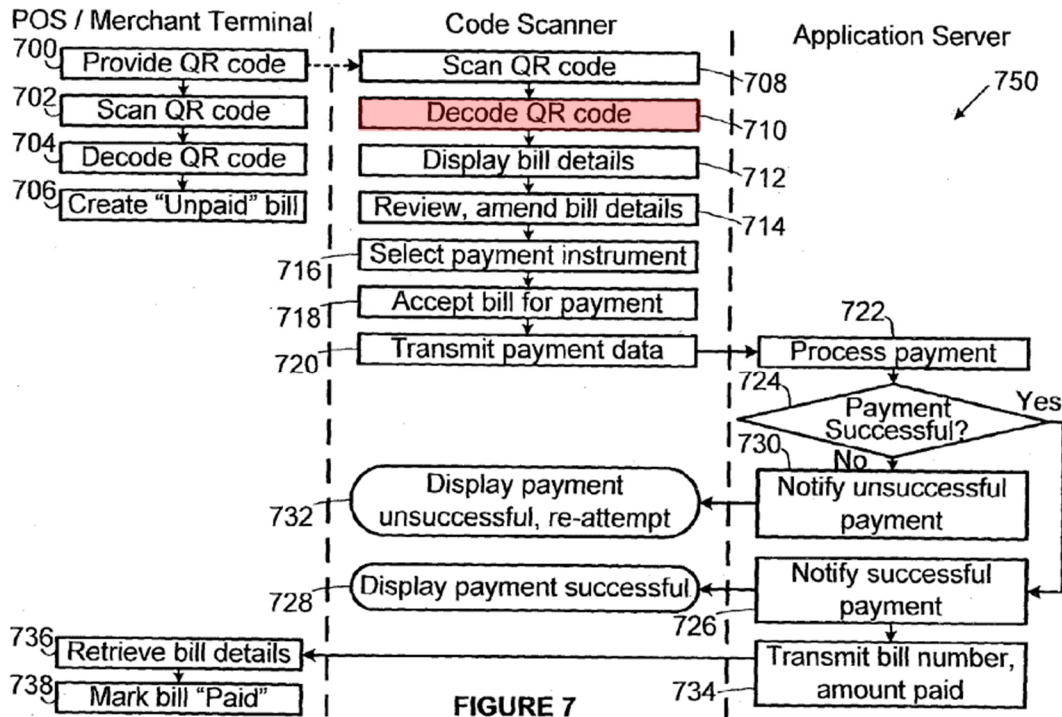 POS / Merchant Terminal
Code Scanner
Application Server
700
Provide QR code
Scan QR code
708
750
702
Scan QR code
Decode QR code
710
704
Decode QR code
Display bill details
712
706
Create "Unpaid" bill
Review, amend bill details
714
716
Select payment instrument
718
Accept bill for payment
722
720
Transmit payment data
Process payment
724
Payment
Successful?
Yes
730
No
732
Display payment
unsuccessful, re-attempt
Notify unsuccessful
payment
728
Display payment successful
Notify successful
payment
726
736
Retrieve bill details
Transmit bill number,
amount paid
734
738
Mark bill "Paid"
FIGURE 7